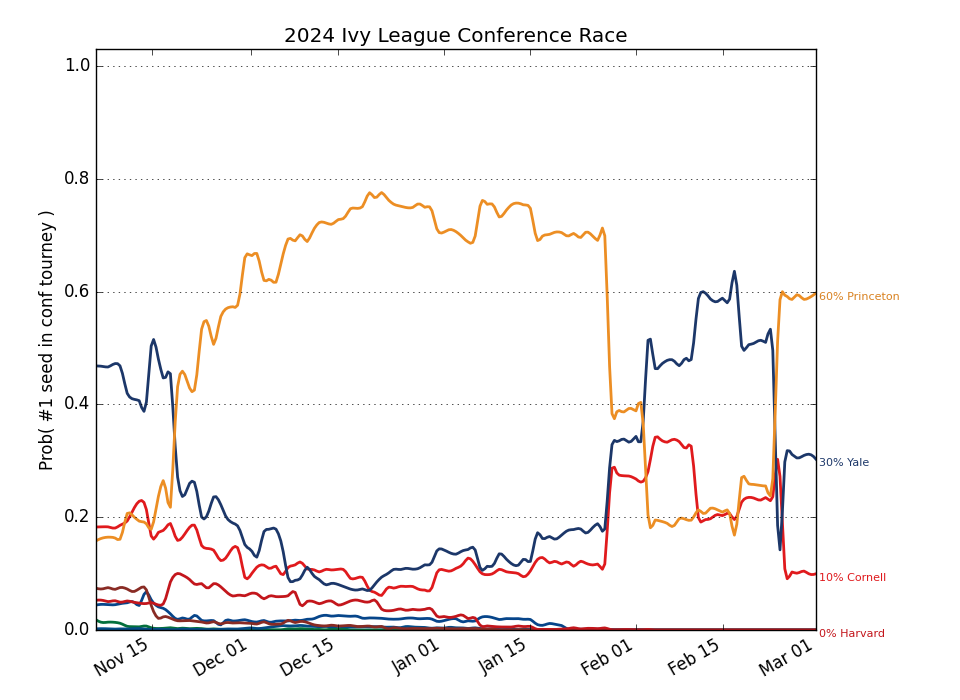 2024 Ivy League Conference Race
Prob( #1 seed in conf tourney )
1.0
0.8
0.6
0.4
0.2
0.0
Nov 15
Dec 01
Dec 15
Jan 01
Jan 15
Feb 01
Feb 15
Mar 01
60% Princeton
30% Yale
10% Cornell
0% Harvard